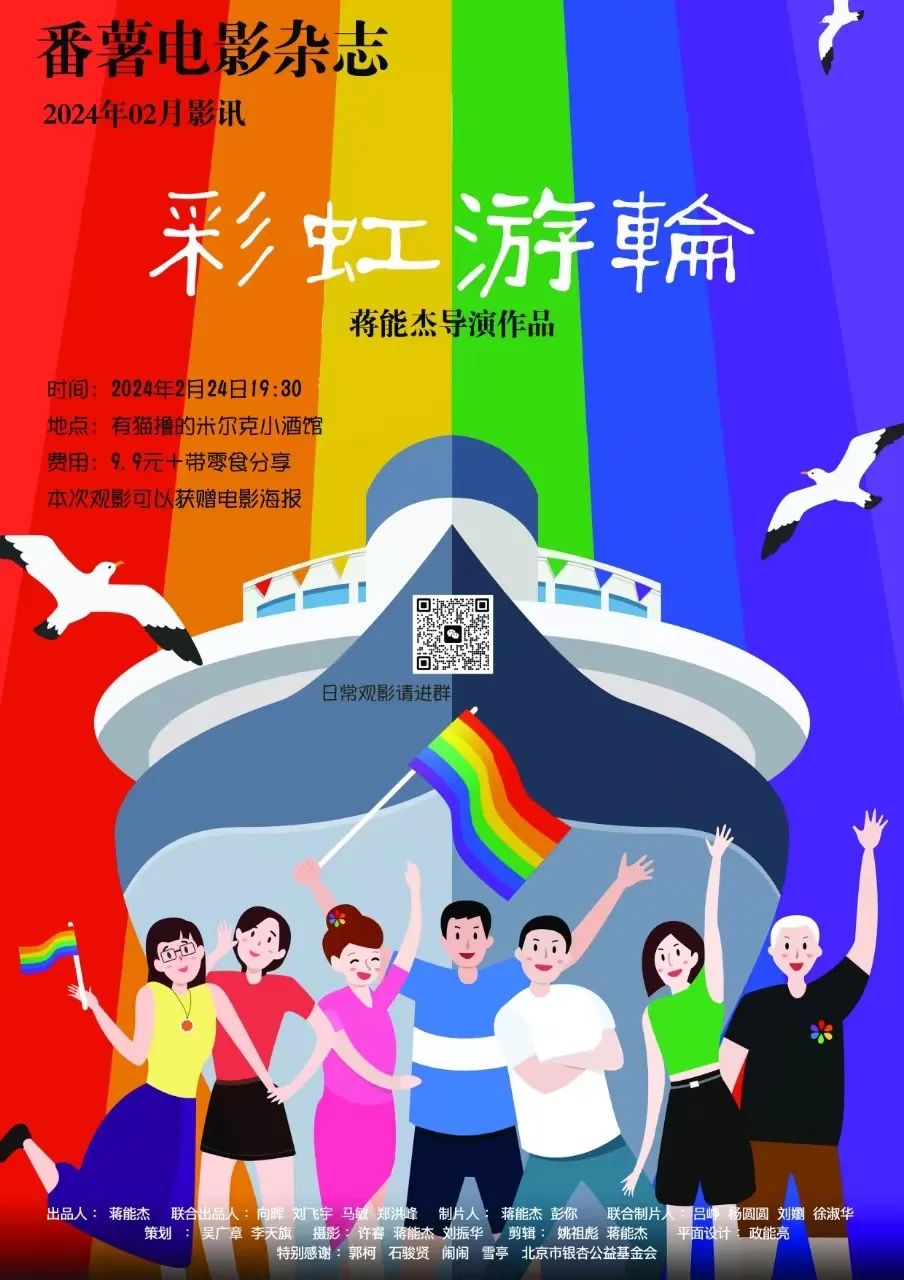 番薯电影杂志
2024年02月影讯
彩虹游輪
蒋能杰导演作品
时间：2024年2月24日19:30
地点：有猫撸的米尔克小酒馆
费用：9.9元+带零食分享
本次观影可以获赠电影海报
日常观影请进群
出品人：蒋能杰 联合出品人：向晖 刘飞宇 马敏 郑洪峰 制片人：蒋能杰 彭你 联合制片人：吕峥 杨圆圆 刘嬼 徐淑华
策划：吴广章 李天旗 摄影：许睿 蒋能杰 刘振华 剪辑：姚祖彪 蒋能杰 平面设计：政能亮
特别感谢：郭柯 石骏贤 闹闹 雪亭 北京市银杏公益基金会